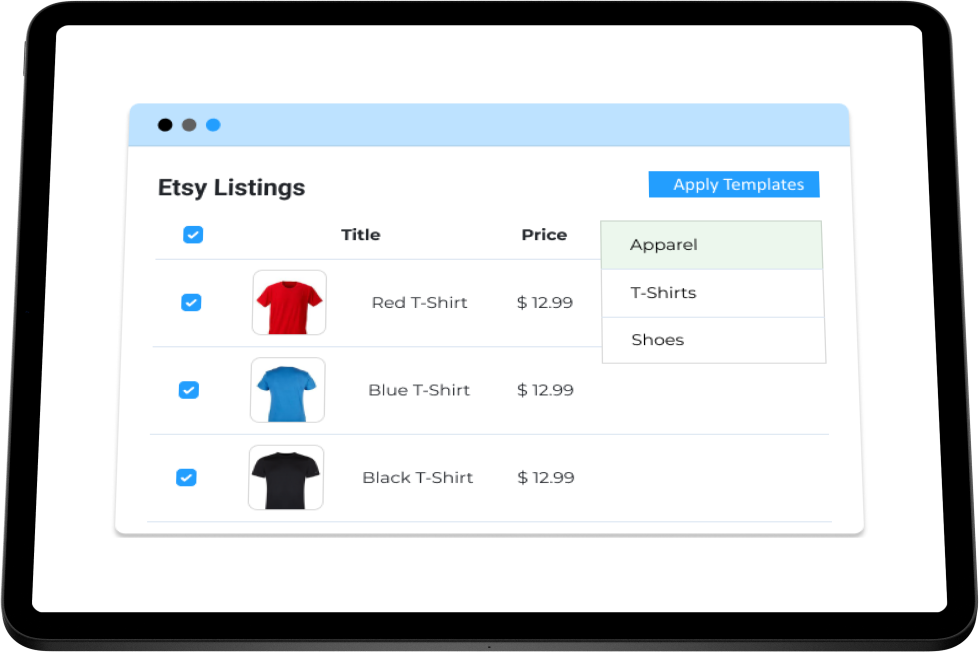 Etsy Listings
Apply Templates
Title
Price
Apparel
T-Shirts
Shoes
Red T-Shirt
$ 12.99
Blue T-Shirt
$ 12.99
Black T-Shirt
$ 12.99